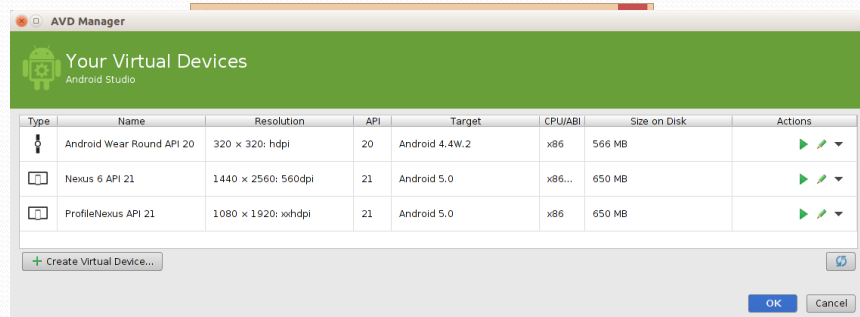 AVD Manager
Your Virtual Devices
Android Studio
Type Name Resolution API Target CPU/ABI Size on Disk Actions
Android Wear Round API 20 320 × 320: hdpi 20 Android 4.4W.2 x86 566 MB
Nexus 6 API 21 1440 × 2560: 560dpi 21 Android 5.0 x86... 650 MB
ProfileNexus API 21 1080 × 1920: xxhdpi 21 Android 5.0 x86 650 MB
+ Create Virtual Device...
OK Cancel